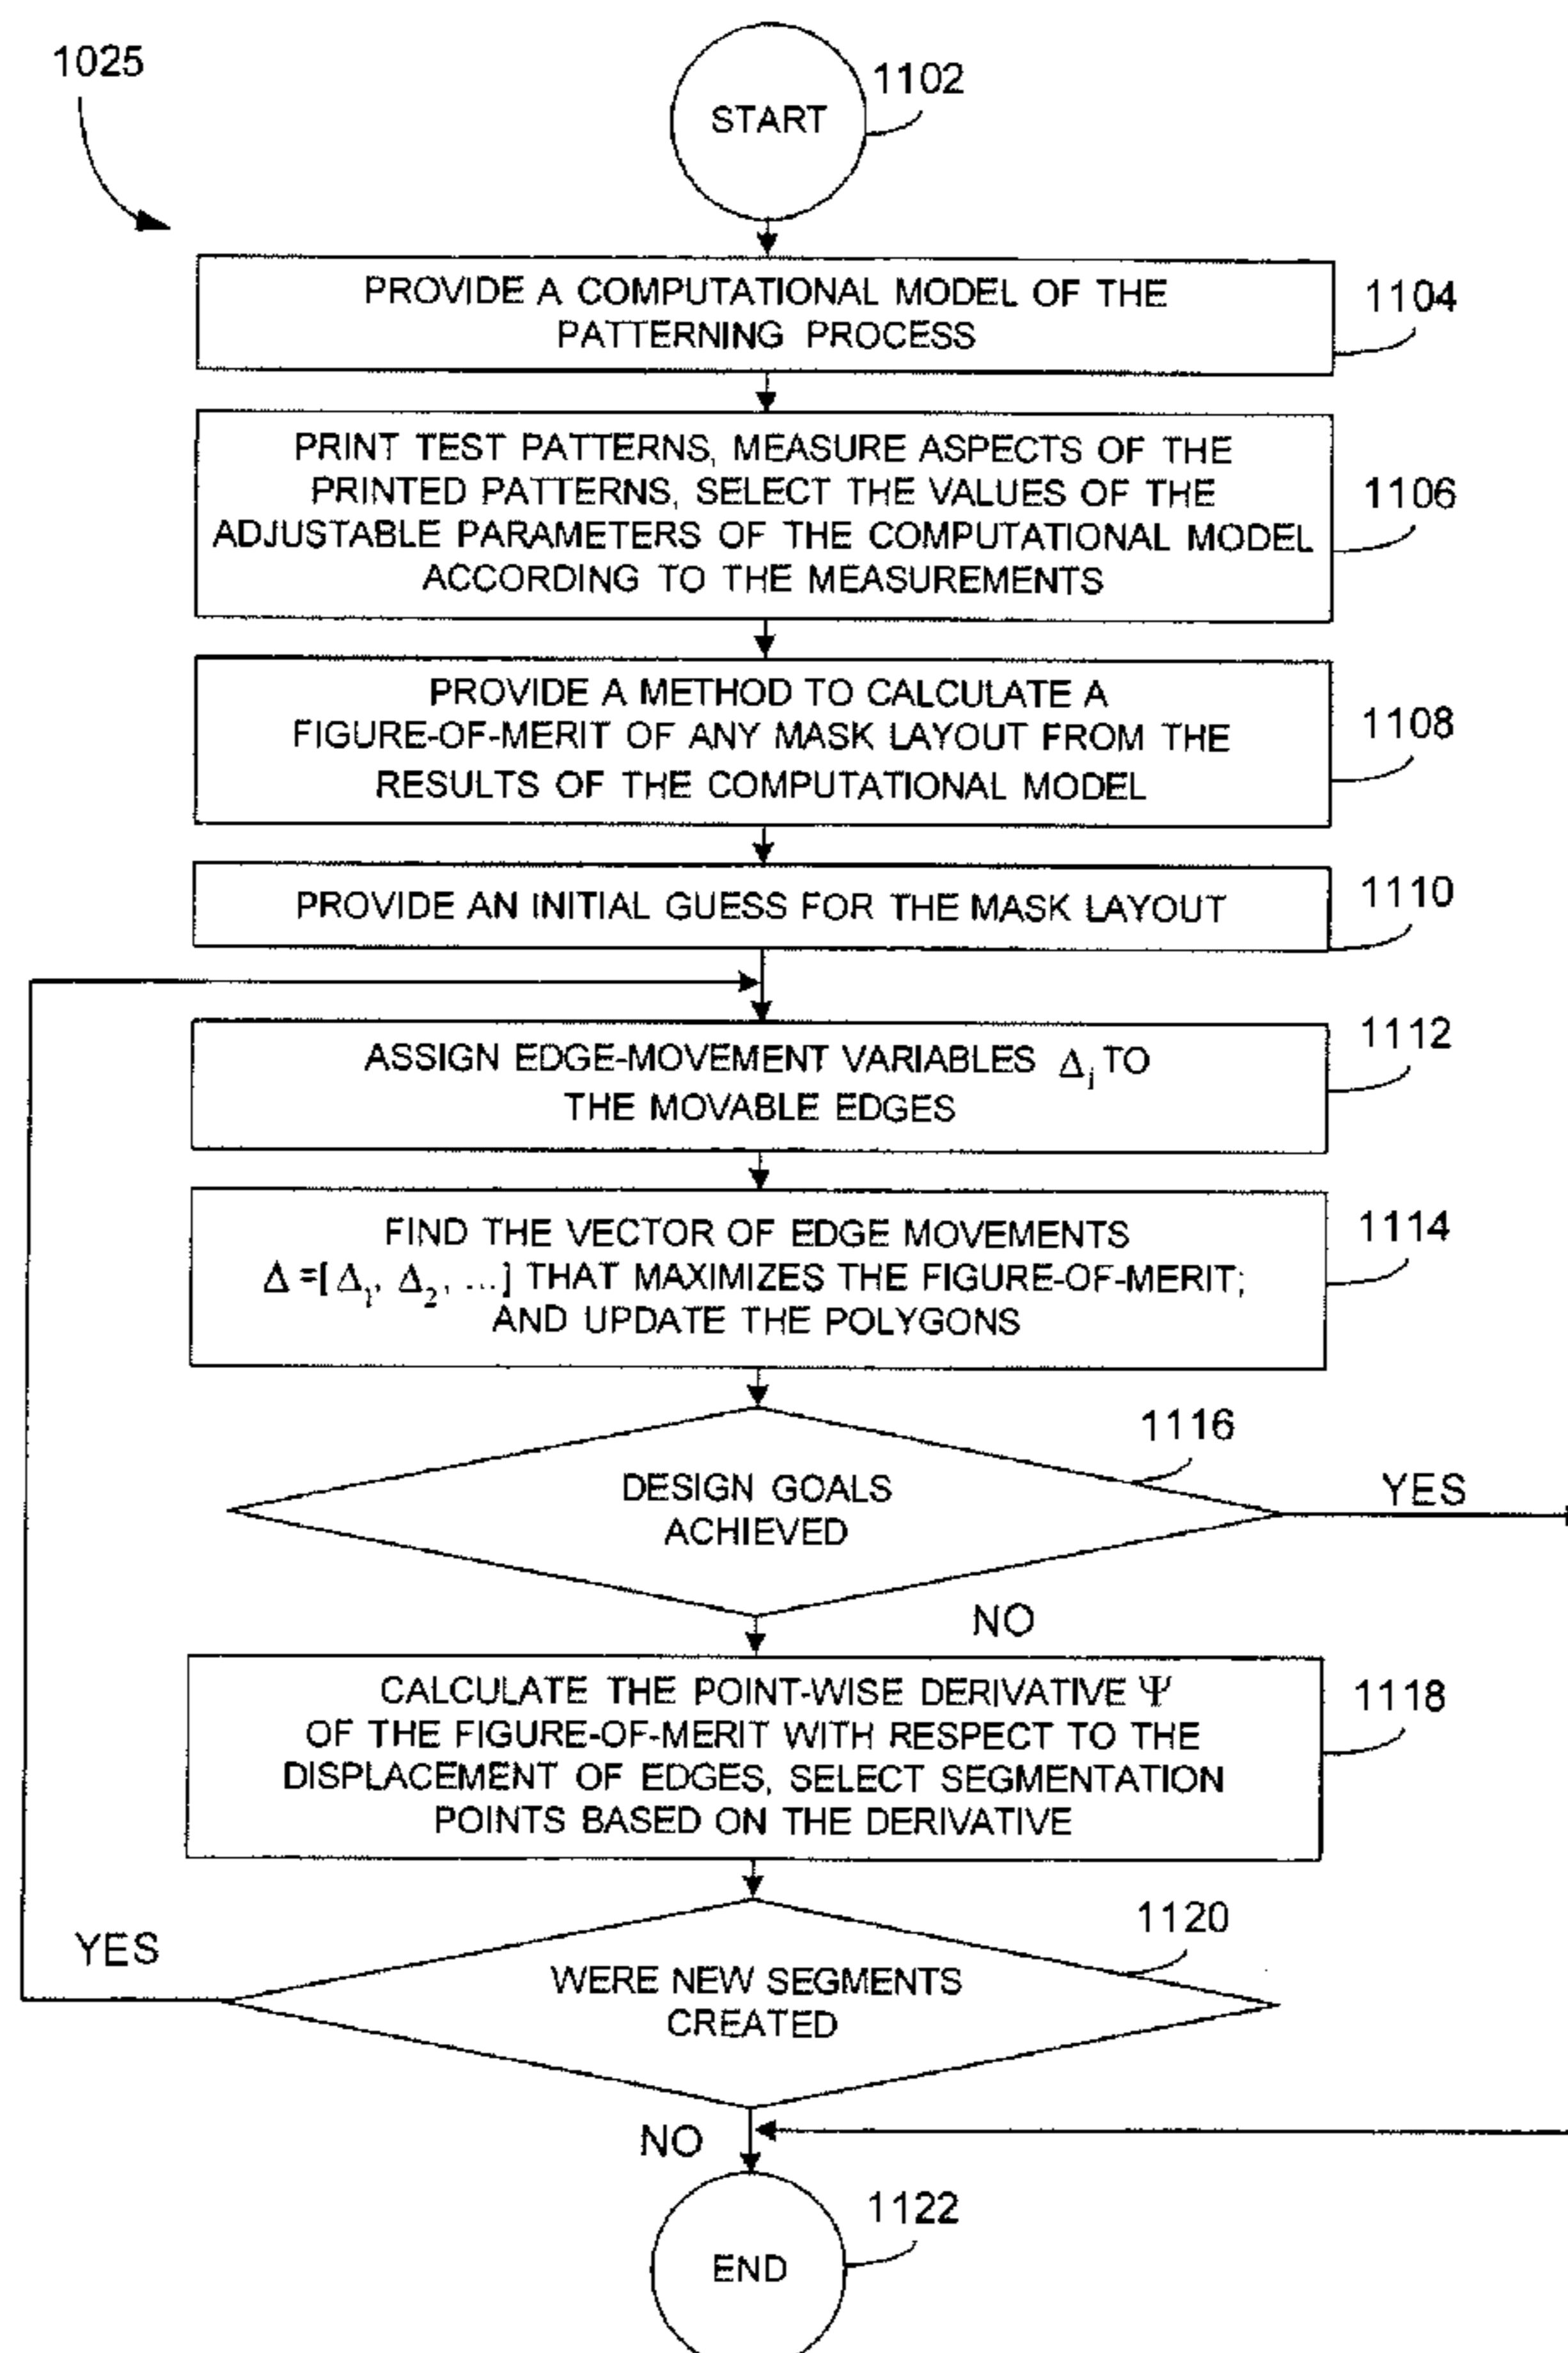 1025
START
1102
PROVIDE A COMPUTATIONAL MODEL OF THE
PATTERNING PROCESS
1104
PRINT TEST PATTERNS, MEASURE ASPECTS OF THE
PRINTED PATTERNS, SELECT THE VALUES OF THE
ADJUSTABLE PARAMETERS OF THE COMPUTATIONAL MODEL
ACCORDING TO THE MEASUREMENTS
1106
PROVIDE A METHOD TO CALCULATE A
FIGURE-OF-MERIT OF ANY MASK LAYOUT FROM THE
RESULTS OF THE COMPUTATIONAL MODEL
1108
PROVIDE AN INITIAL GUESS FOR THE MASK LAYOUT
1110
ASSIGN EDGE-MOVEMENT VARIABLES Δj TO
THE MOVABLE EDGES
1112
FIND THE VECTOR OF EDGE MOVEMENTS
Δ =[ Δ1, Δ2, ...] THAT MAXIMIZES THE FIGURE-OF-MERIT;
AND UPDATE THE POLYGONS
1114
DESIGN GOALS
ACHIEVED
1116
YES
NO
CALCULATE THE POINT-WISE DERIVATIVE Ψ
OF THE FIGURE-OF-MERIT WITH RESPECT TO THE
DISPLACEMENT OF EDGES, SELECT SEGMENTATION
POINTS BASED ON THE DERIVATIVE
1118
YES
WERE NEW SEGMENTS
CREATED
1120
NO
END
1122